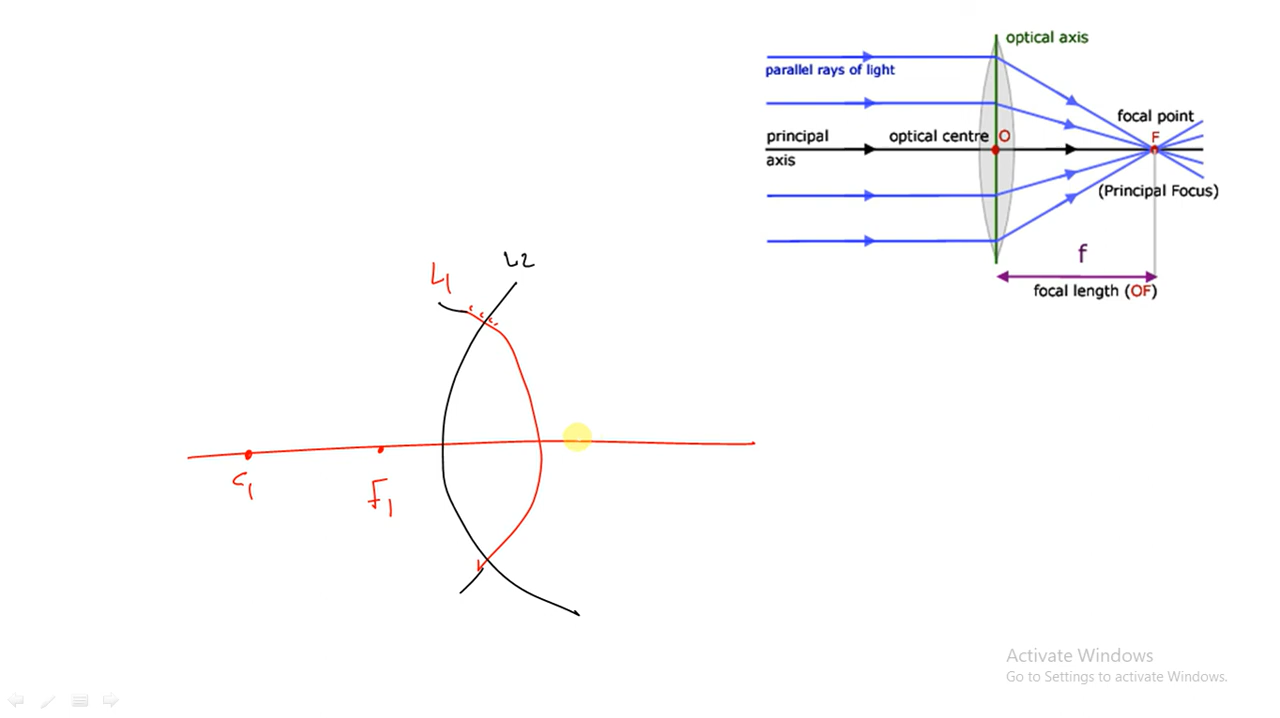 optical axis
parallel rays of light
focal point
principal
axis
optical centre
O
F
(Principal Focus)
f
focal length (OF)
L2
L1
C1
F1
Activate Windows
Go to Settings to activate Windows.